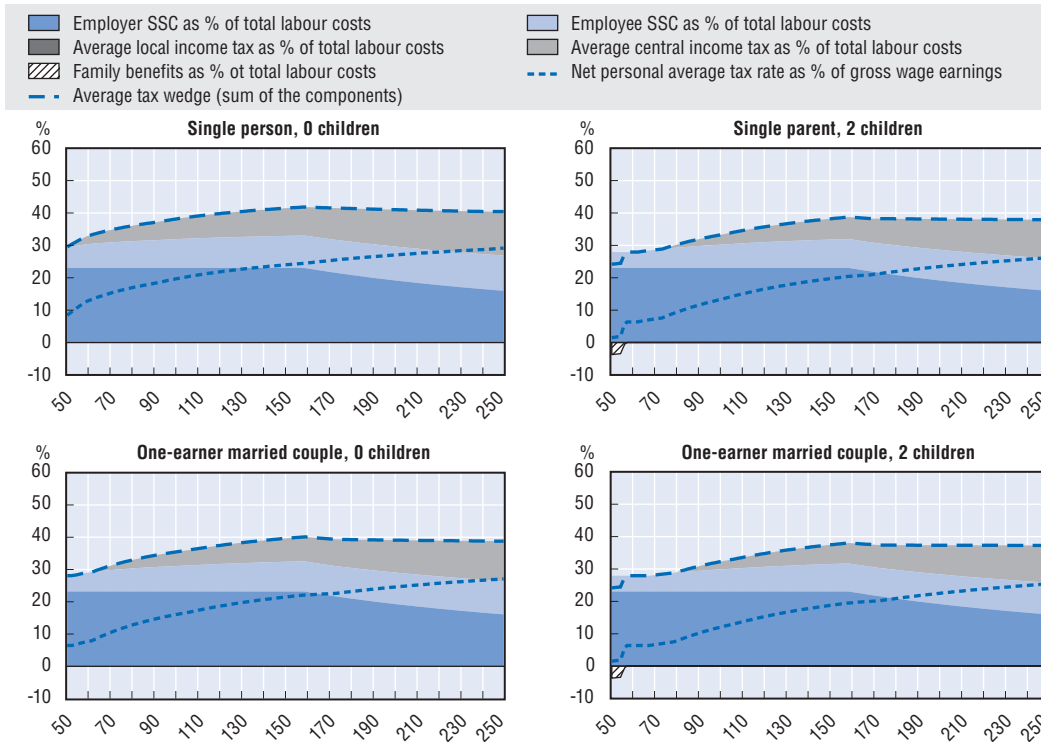 Employer SSC as % of total labour costs
Employee SSC as % of total labour costs
Average local income tax as % of total labour costs
Average central income tax as % of total labour costs
Family benefits as % ot total labour costs
Net personal average tax rate as % of gross wage earnings
Average tax wedge (sum of the components)
% Single person, 0 children
60
50
40
30
20
10
0
-10
50 70 90 110 130 150 170 190 210 230 250
% Single parent, 2 children
60
50
40
30
20
10
0
-10
50 70 90 110 130 150 170 190 210 230 250
% One-earner married couple, 0 children
60
50
40
30
20
10
0
-10
50 70 90 110 130 150 170 190 210 230 250
% One-earner married couple, 2 children
60
50
40
30
20
10
0
-10
50 70 90 110 130 150 170 190 210 230 250